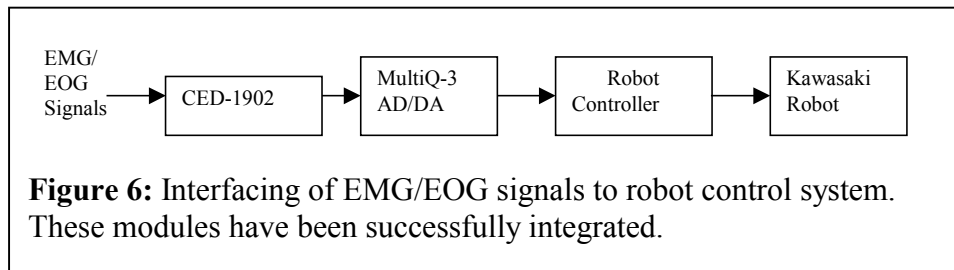 EMG/
EOG
Signals
CED-1902
MultiQ-3
AD/DA
Robot
Controller
Kawasaki
Robot
Figure 6: Interfacing of EMG/EOG signals to robot control system.
These modules have been successfully integrated.